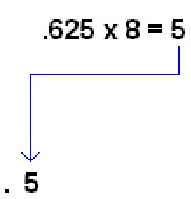 .625 x 8 = 5
. 5